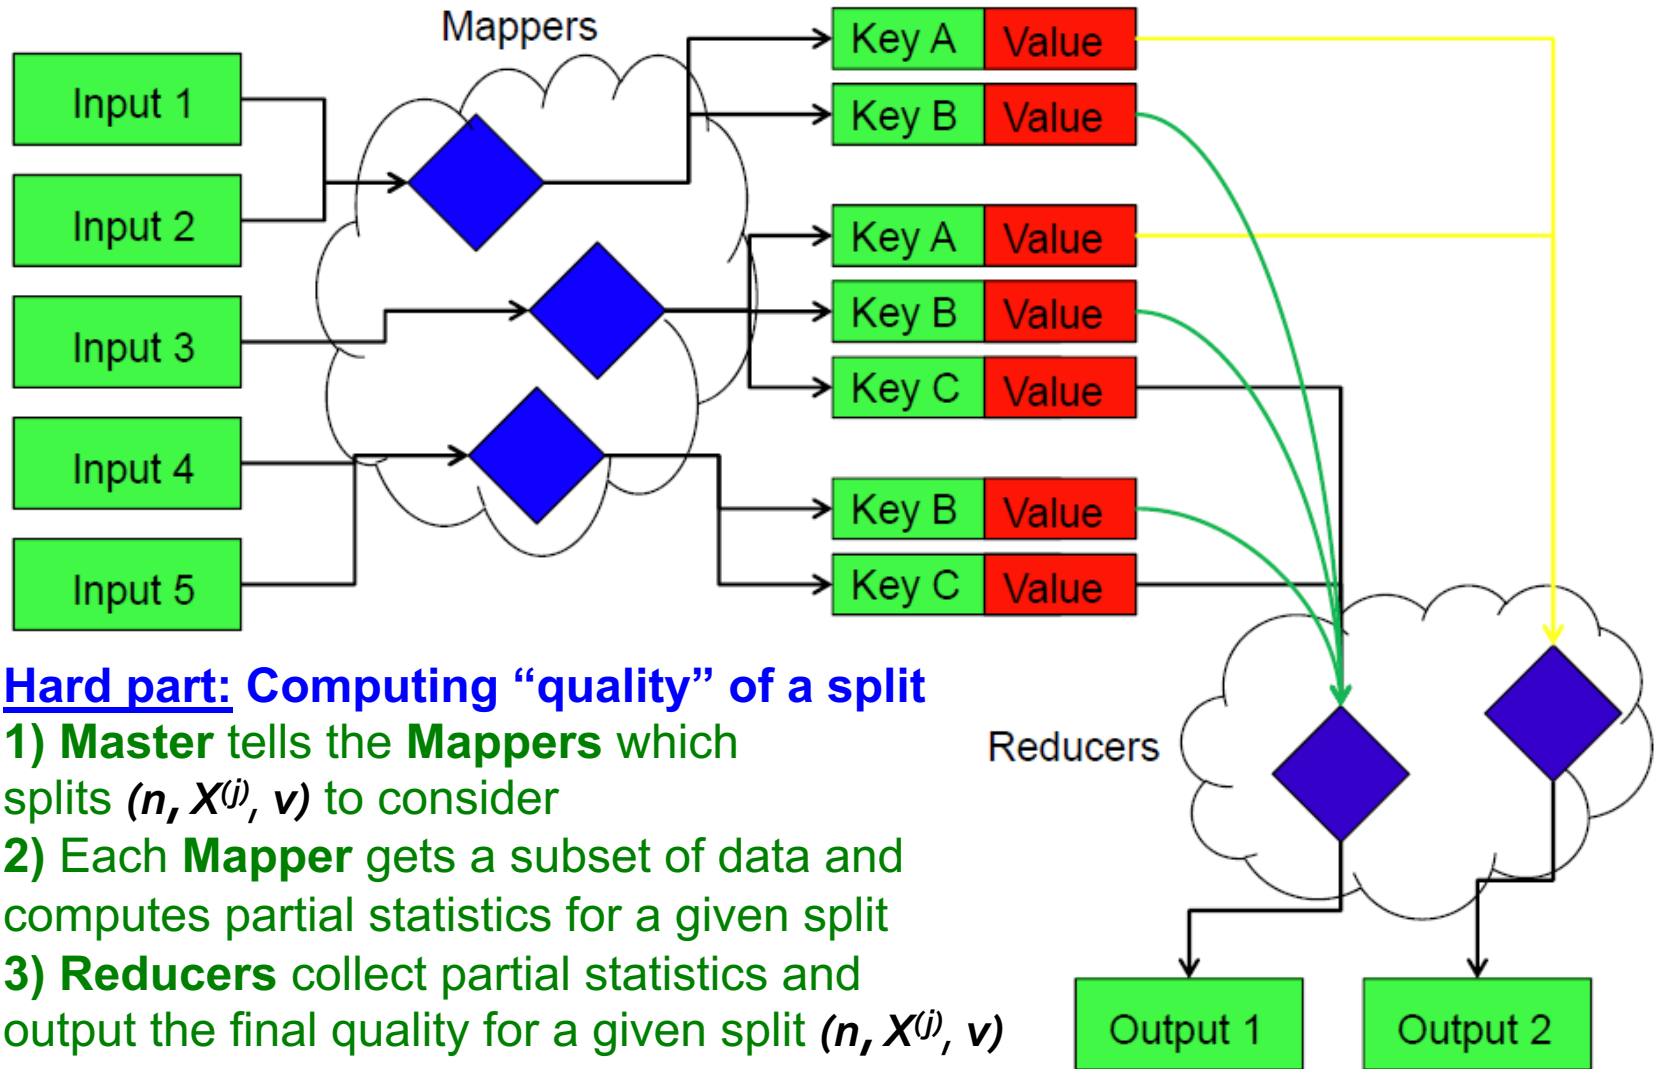 Mappers
Input 1
Input 2
Input 3
Input 4
Input 5
Key A Value
Key B Value
Key A Value
Key B Value
Key C Value
Key B Value
Key C Value
Hard part: Computing “quality” of a split
1) Master tells the Mappers which
splits (n, X(j), v) to consider
2) Each Mapper gets a subset of data and
computes partial statistics for a given split
3) Reducers collect partial statistics and
output the final quality for a given split (n, X(j), v)
Reducers
Output 1
Output 2